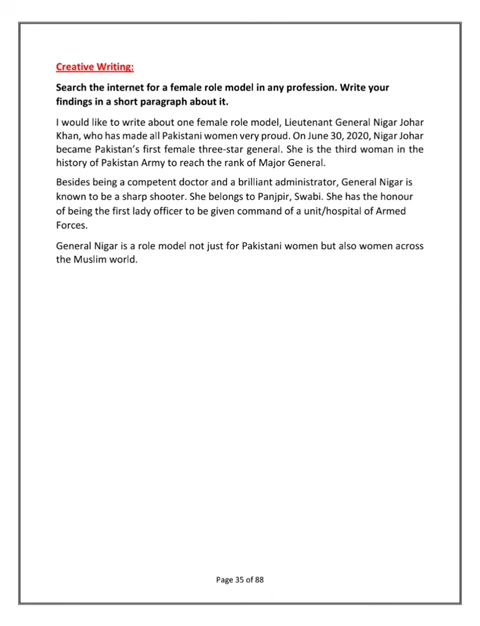 Creative Writing:
Search the internet for a female role model in any profession. Write your
findings in a short paragraph about it.
I would like to write about one female role model, Lieutenant General Nigar Johar
Khan, who has made all Pakistani women very proud. On June 30, 2020, Nigar Johar
became Pakistan’s first female three-star general. She is the third woman in the
history of Pakistan Army to reach the rank of Major General.
Besides being a competent doctor and a brilliant administrator, General Nigar is
known to be a sharp shooter. She belongs to Panjpir, Swabi. She has the honour
of being the first lady officer to be given command of a unit/hospital of Armed
Forces.
General Nigar is a role model not just for Pakistani women but also women across
the Muslim world.
Page 35 of 88